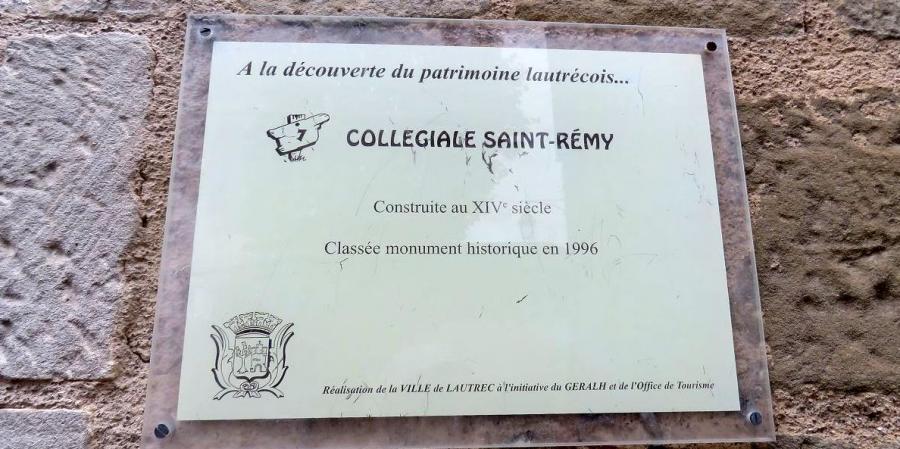 A la découverte du patrimoine lautrécois...
7
COLLÉGIALE SAINT-RÉMY
Construite au XIVe siècle
Classée monument historique en 1996
Réalisation de la VILLE de LAUTREC à l'initiative du GERALH et de l'Office de Tourisme